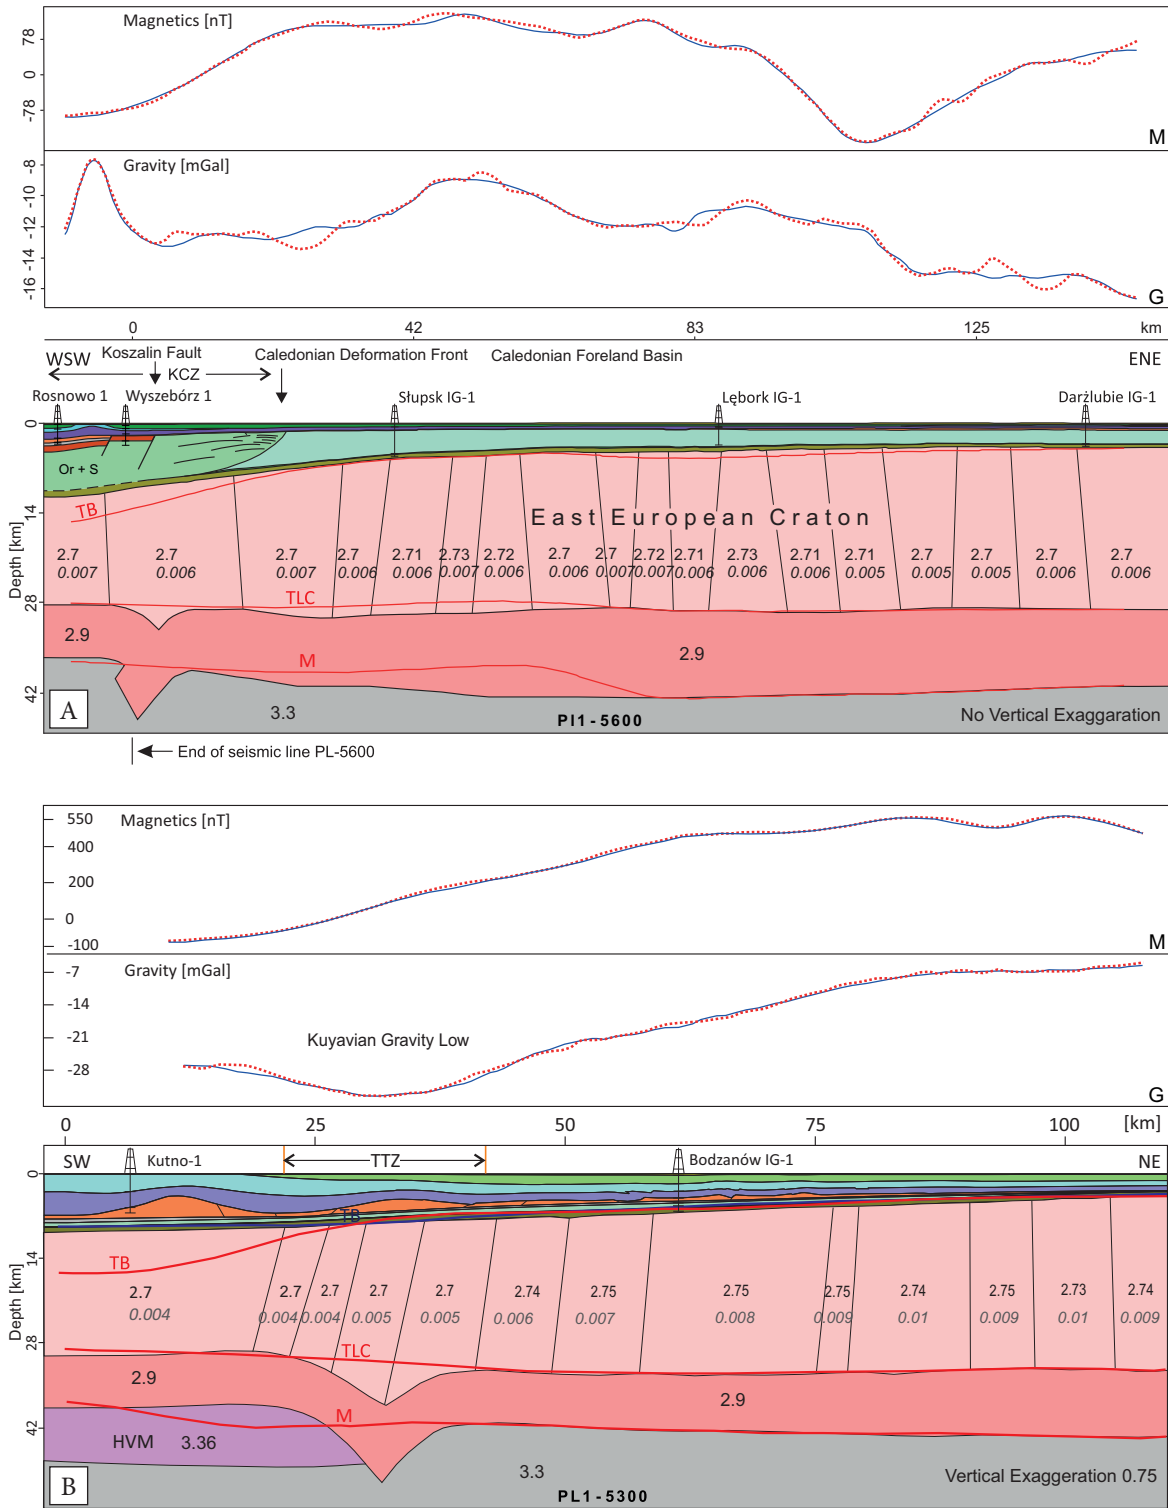 Magnetics [nT]
78
0
-78
M
Gravity [mGal]
-8
-10
-12
-14
-16
G
0 42 83 125 km
WSW Koszalin Fault Caledonian Deformation Front Caledonian Foreland Basin ENE
KCZ
Rosnowo 1 Wyszebórz 1 Słupsk IG-1 Lębork IG-1 Darżlubie IG-1
0
Or + S
TB
14
East European Craton
2.7 2.7 2.7 2.7 2.71 2.73 2.72 2.7 2.7 2.72 2.71 2.73 2.71 2.71 2.7 2.7 2.7 2.7
0.007 0.006 0.007 0.006 0.006 0.007 0.006 0.006 0.007 0.007 0.006 0.006 0.006 0.005 0.005 0.005 0.006 0.006
Depth [km]
TLC
28
2.9
M
2.9
42
A
3.3
PI1-5600
No Vertical Exaggaration
End of seismic line PL-5600
550
Magnetics [nT]
400
200
0
-100
M
Gravity [mGal]
-7
-14
-21
Kuyavian Gravity Low
-28
G
0 25 50 75 100 [km]
SW Kutno-1 TTZ Bodzanów IG-1 NE
0
TB
TB
14
2.7 2.7 2.7 2.7 2.7 2.74 2.75 2.75 2.75 2.74 2.75 2.73 2.74
0.004 0.004 0.004 0.005 0.005 0.006 0.007 0.008 0.009 0.01 0.009 0.01 0.009
Depth [km]
28
TLC
2.9
2.9
M
42
HVM 3.36
3.3
B
Vertical Exaggeration 0.75
PL1-5300